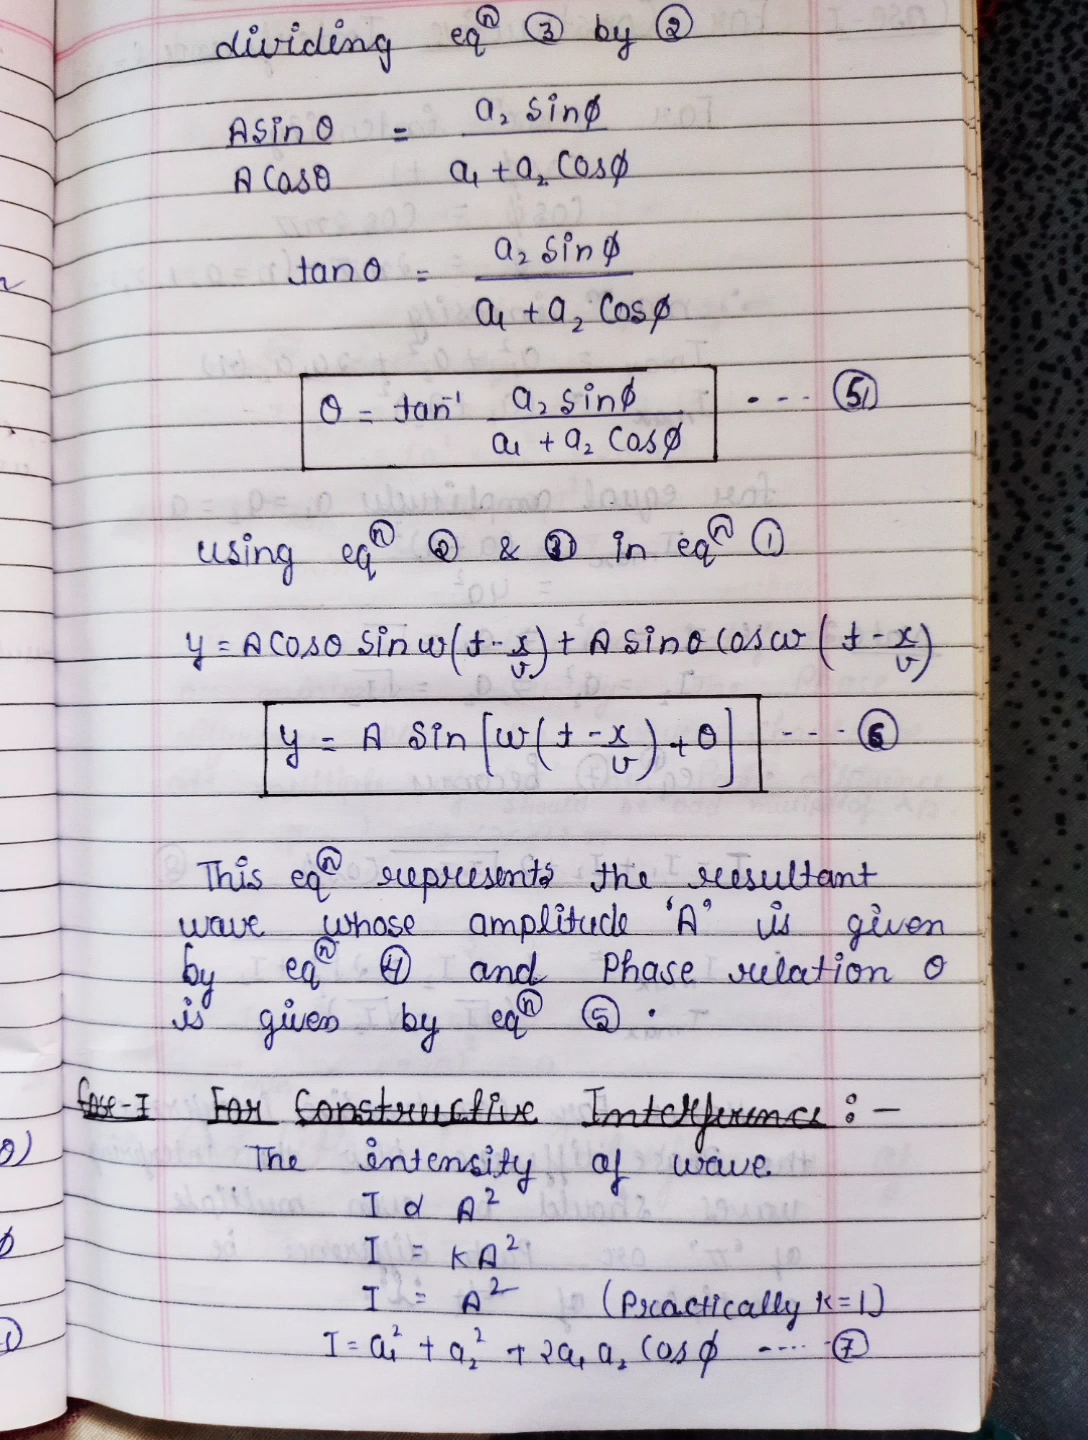 dividing eqⁿ ③ by ②
A sin θ / A cos θ = a₂ sin ϕ / a₁ + a₂ cos ϕ
tan θ = a₂ sin ϕ / a₁ + a₂ cos ϕ
θ = tan⁻¹ a₂ sin ϕ / a₁ + a₂ cos ϕ ---- ⑤
using eqⁿ ② & ③ in eqⁿ ①
y = A cos θ sin w(t - x/v) + A sin θ cos w(t - x/v)
y = A sin [w(t - x/v) + θ] ---- ⑥
This eqⁿ represents the resultant
wave whose amplitude 'A' is given
by eqⁿ ④ and Phase relation θ
is given by eqⁿ ⑤.
Case-I For Constructive Interference :-
The intensity of wave.
I α A²
I = KA²
I = A² (Practically K=1)
I = a₁² + a₂² + 2a₁ a₂ cos ϕ ---- ⑦